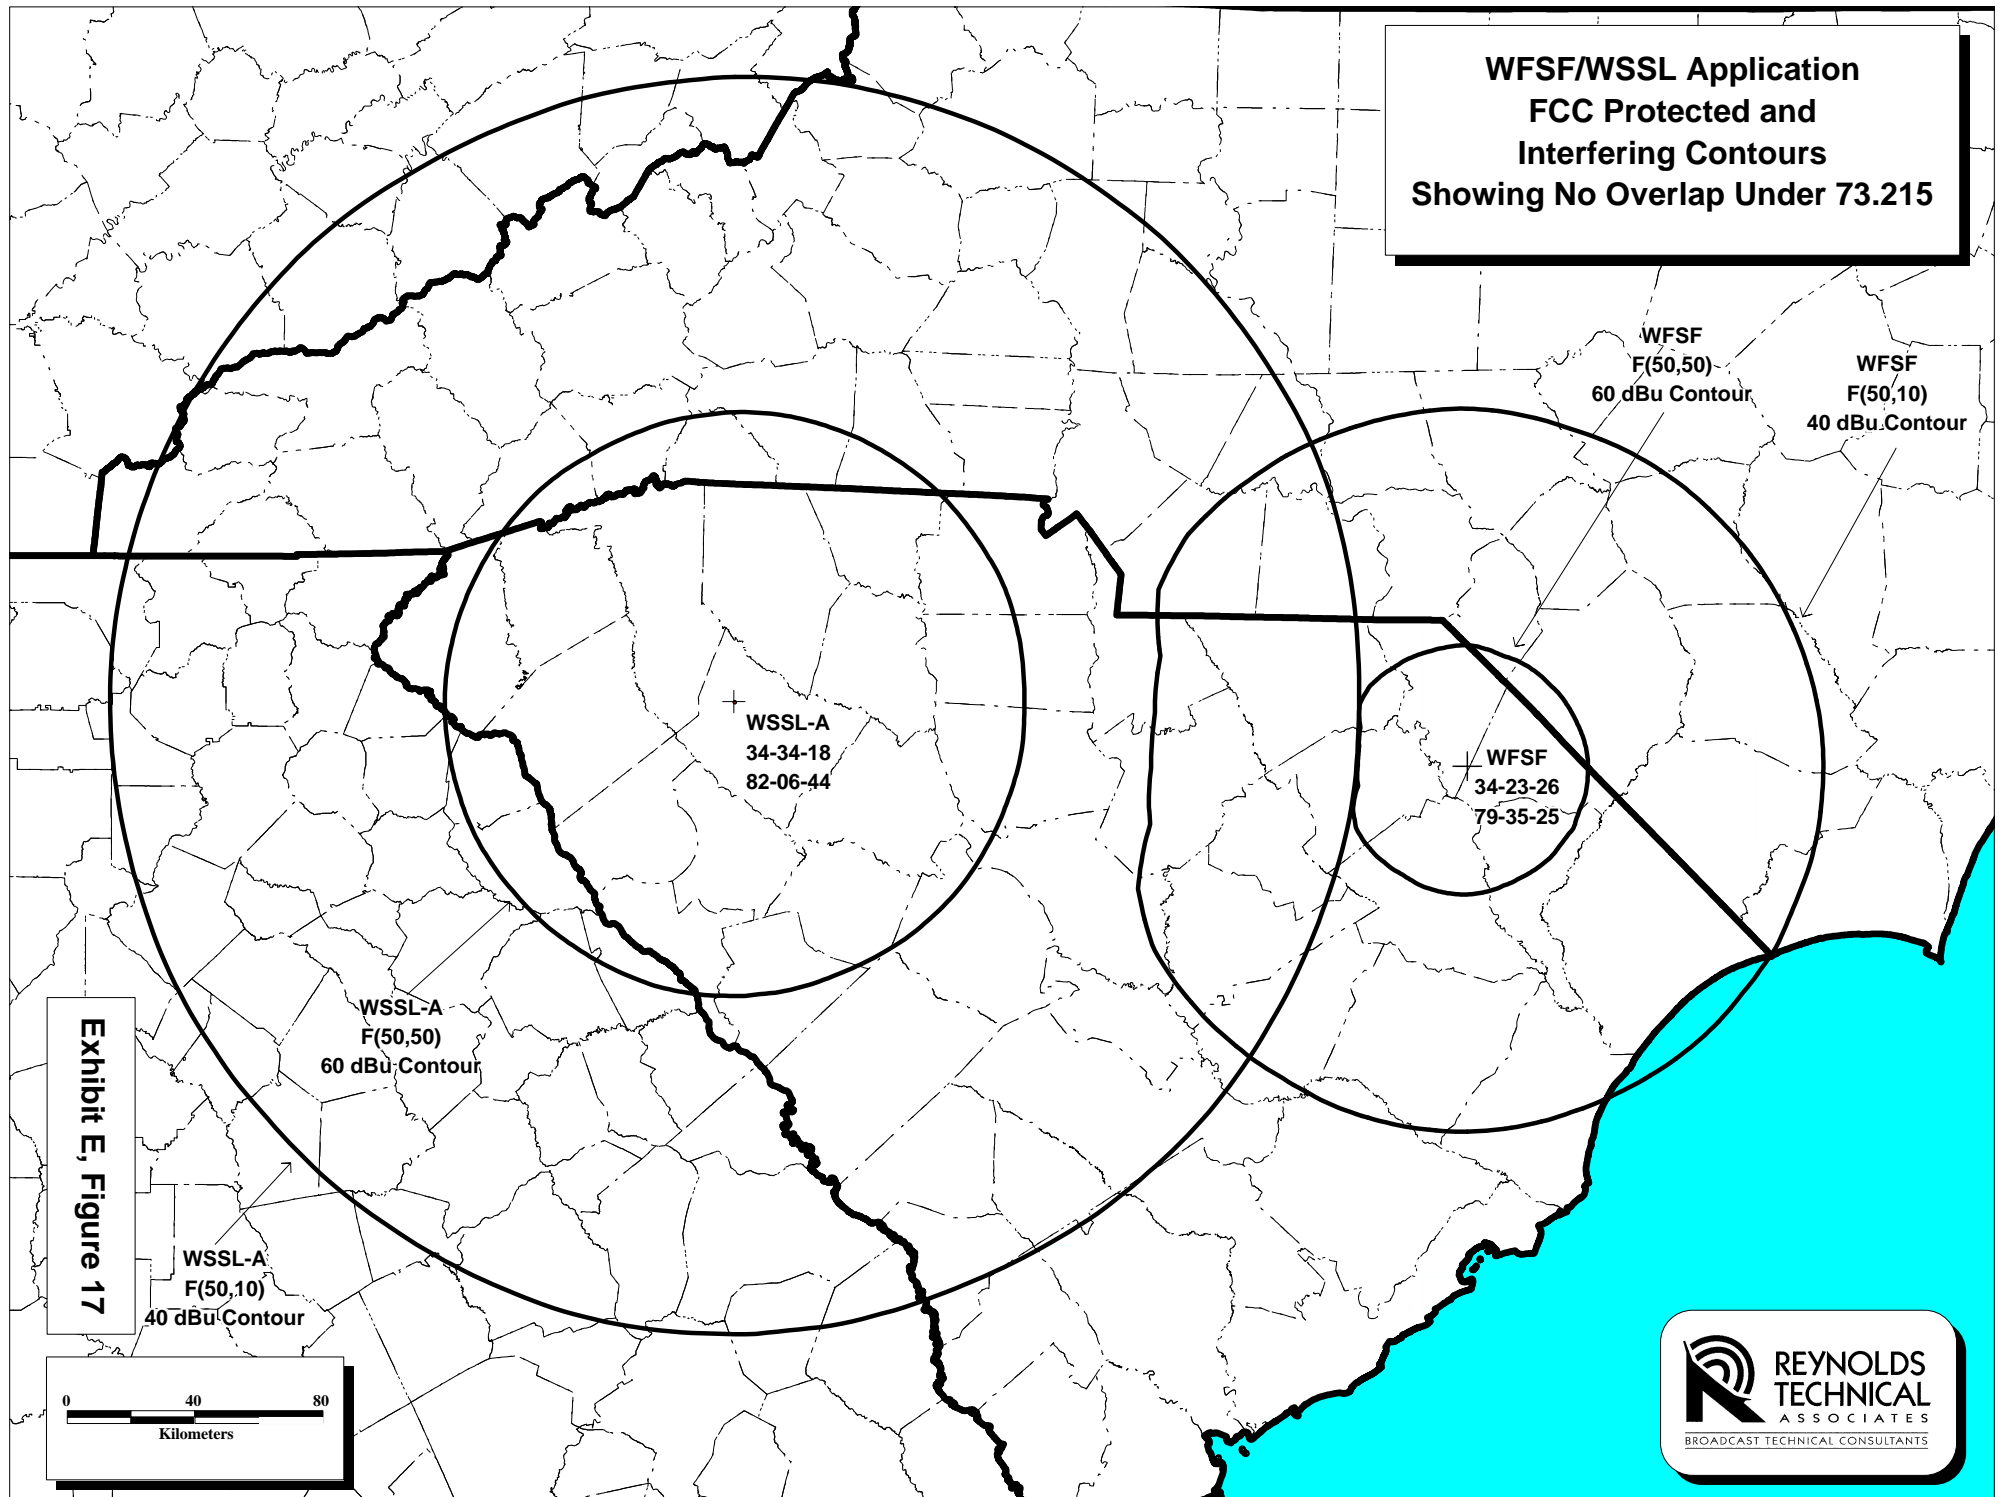 WFSF/WSSL Application
FCC Protected and
Interfering Contours
Showing No Overlap Under 73.215
WFSF
F(50,50)
60 dBu Contour
WFSF
F(50,10)
40 dBu Contour
WSSL-A
34-34-18
82-06-44
WFSF
34-23-26
79-35-25
WSSL-A
F(50,50)
60 dBu Contour
Exhibit E, Figure 17
WSSL-A
F(50,10)
40 dBu Contour
0 40 80
Kilometers
REYNOLDS
TECHNICAL
ASSOCIATES
BROADCAST TECHNICAL CONSULTANTS